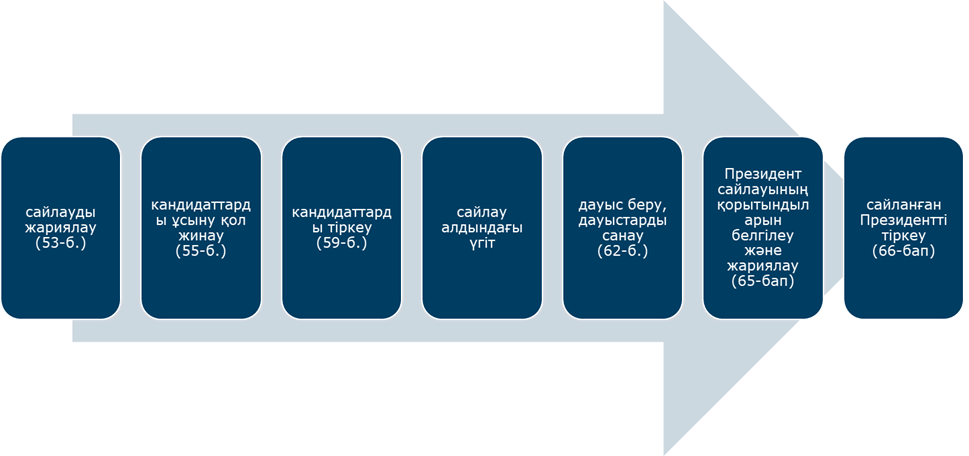 сайлауды
жариялау
(53-б.)
кандидаттард
ы ұсыну қол
жинау
(55-б.)
кандидаттард
ы тіркеу
(59-б.)
сайлау
алдындағы
үгіт
дауыс беру,
дауыстарды
санау
(62-б.)
Президент
сайлауының
қорытындыл
арын
белгілеу
және
жариялау
(65-бап)
сайланған
Президентті
тіркеу
(66-бап)